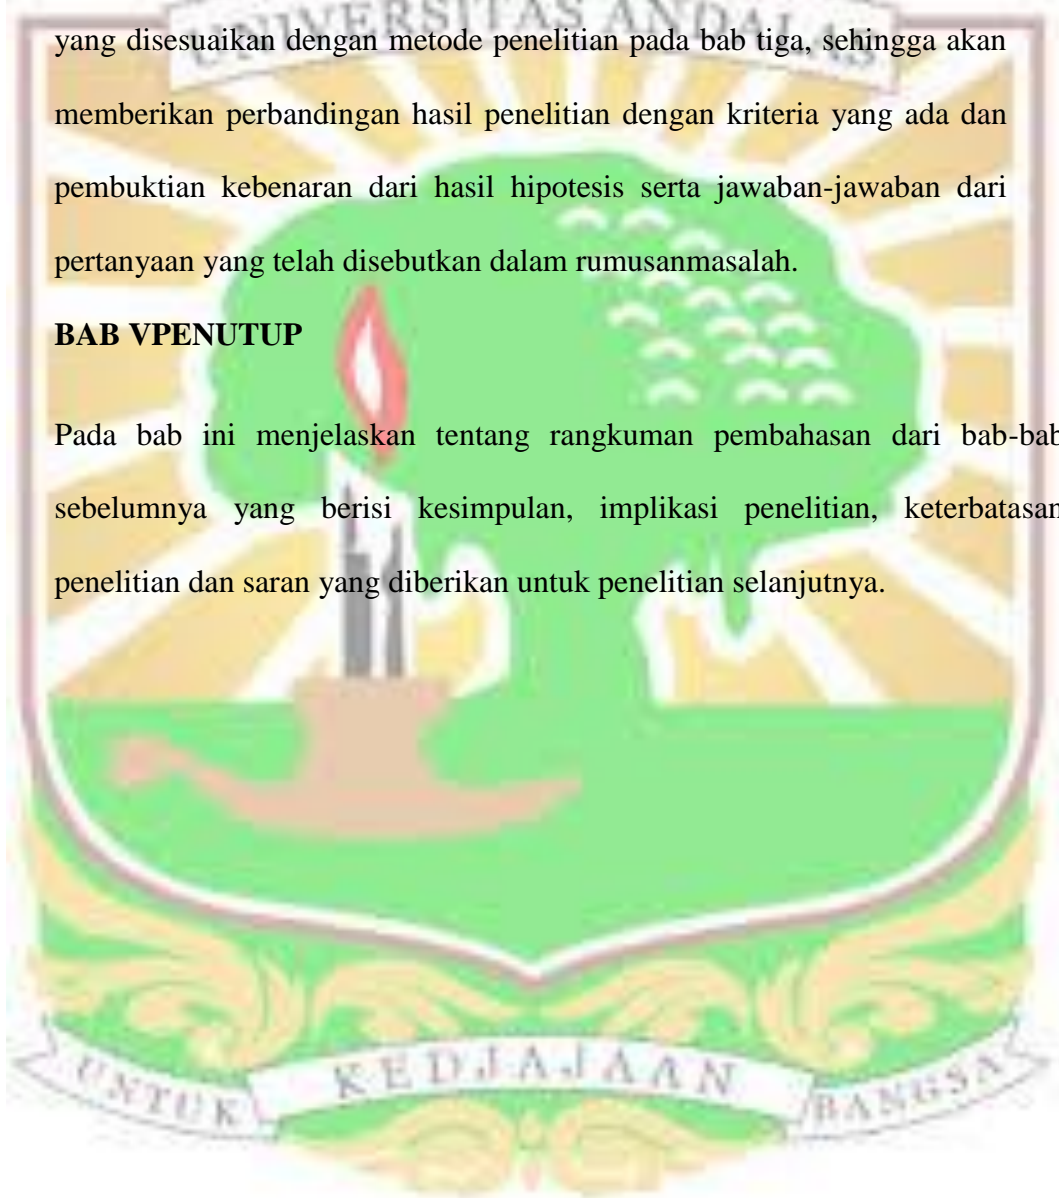 UNIVERSITAS ANDALAS
yang disesuaikan dengan metode penelitian pada bab tiga, sehingga akan
memberikan perbandingan hasil penelitian dengan kriteria yang ada dan
pembuktian kebenaran dari hasil hipotesis serta jawaban-jawaban dari
pertanyaan yang telah disebutkan dalam rumusanmasalah.
BAB VPENUTUP
Pada bab ini menjelaskan tentang rangkuman pembahasan dari bab-bab
sebelumnya yang berisi kesimpulan, implikasi penelitian, keterbatasan
penelitian dan saran yang diberikan untuk penelitian selanjutnya.
UNTUK KEDJAJAAN BANGSA